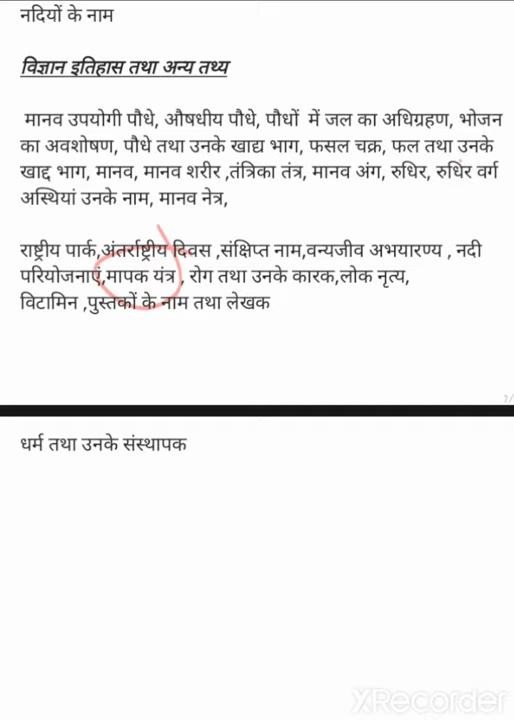 नदियों के नाम
विज्ञान इतिहास तथा अन्य तथ्य
मानव उपयोगी पौधे, औषधीय पौधे, पौधों में जल का अधिग्रहण, भोजन
का अवशोषण, पौधे तथा उनके खाद्य भाग, फसल चक्र, फल तथा उनके
खाद्द भाग, मानव, मानव शरीर ,तंत्रिका तंत्र, मानव अंग, रुधिर, रुधिर वर्ग
अस्थियां उनके नाम, मानव नेत्र,
राष्ट्रीय पार्क,अंतर्राष्ट्रीय दिवस ,संक्षिप्त नाम,वन्यजीव अभयारण्य , नदी
परियोजनाएं,मापक यंत्र , रोग तथा उनके कारक,लोक नृत्य,
विटामिन ,पुस्तकों के नाम तथा लेखक
धर्म तथा उनके संस्थापक
XRecorder